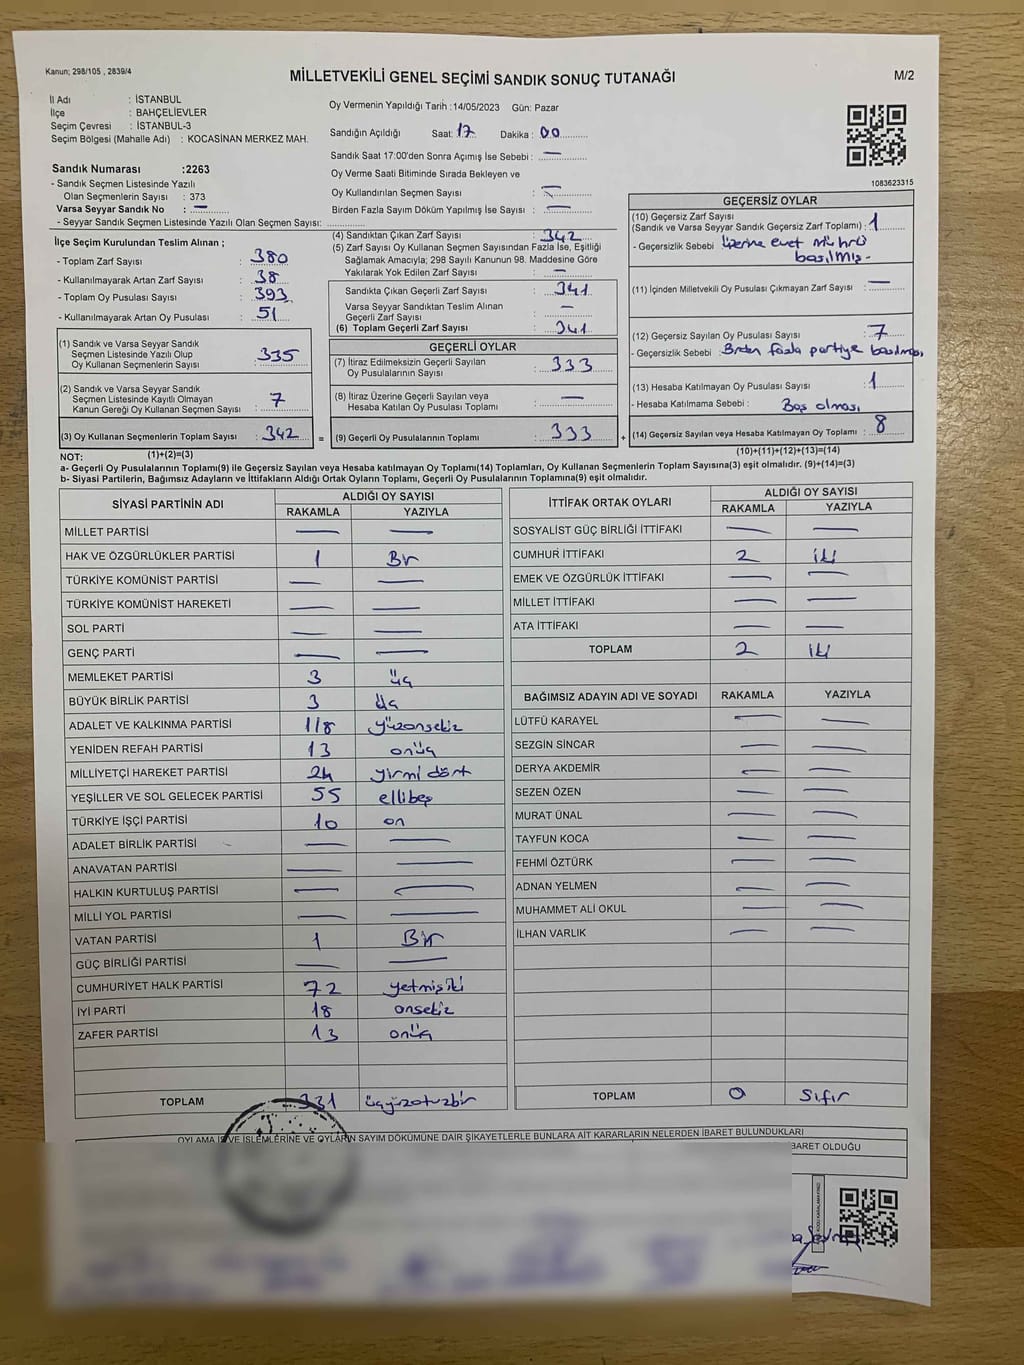 Kanun; 298/105 , 2839/4
MİLLETVEKİLİ GENEL SEÇİMİ SANDIK SONUÇ TUTANAĞI
M/2
İl Adı : İSTANBUL
İlçe : BAHÇELİEVLER
Seçim Çevresi : İSTANBUL-3
Seçim Bölgesi (Mahalle Adı) : KOCASİNAN MERKEZ MAH.
Sandık Numarası :2263
- Sandık Seçmen Listesinde Yazılı
Olan Seçmenlerin Sayısı : 373
Varsa Seyyar Sandık No : —
- Seyyar Sandık Seçmen Listesinde Yazılı Olan Seçmen Sayısı:
Oy Vermenin Yapıldığı Tarih :14/05/2023 Gün: Pazar
Sandığın Açıldığı Saat: 17 Dakika : 00
Sandık Saat 17:00'den Sonra Açımış İse Sebebi : —
Oy Verme Saati Bitiminde Sırada Bekleyen ve
Oy Kullandırılan Seçmen Sayısı : —
Birden Fazla Sayım Döküm Yapılmış İse Sayısı : —
1083623315
İlçe Seçim Kurulundan Teslim Alınan ;
- Toplam Zarf Sayısı : 380
- Kullanılmayarak Artan Zarf Sayısı : 38
- Toplam Oy Pusulası Sayısı : 393
- Kullanılmayarak Artan Oy Pusulası : 51
(1) Sandık ve Varsa Seyyar Sandık
Seçmen Listesinde Yazılı Olup
Oy Kullanan Seçmenlerin Sayısı : 335
(2) Sandık ve Varsa Seyyar Sandık
Seçmen Listesinde Kayıtlı Olmayan
Kanun Gereği Oy Kullanan Seçmen Sayısı : 7
(3) Oy Kullanan Seçmenlerin Toplam Sayısı : 342 =
(4) Sandıktan Çıkan Zarf Sayısı : 342
(5) Zarf Sayısı Oy Kullanan Seçmen Sayısından Fazla İse, Eşitliği
Sağlamak Amacıyla; 298 Sayılı Kanunun 98. Maddesine Göre
Yakılarak Yok Edilen Zarf Sayısı : —
Sandıkta Çıkan Geçerli Zarf Sayısı : 341
Varsa Seyyar Sandıktan Teslim Alınan
Geçerli Zarf Sayısı : —
(6) Toplam Geçerli Zarf Sayısı : 341
GEÇERLİ OYLAR
(7) İtiraz Edilmeksizin Geçerli Sayılan
Oy Pusulalarının Sayısı : 333
(8) İtiraz Üzerine Geçerli Sayılan veya
Hesaba Katılan Oy Pusulaları Toplamı : —
(9) Geçerli Oy Pusulalarının Toplamı : 333 +
GEÇERSİZ OYLAR
(10) Geçersiz Zarf Sayısı
(Sandık ve Varsa Seyyar Sandık Geçersiz Zarf Toplamı) : 1
- Geçersizlik Sebebi : üzerine evet mührü
basılmış-
(11) İçinden Milletvekili Oy Pusulası Çıkmayan Zarf Sayısı : —
(12) Geçersiz Sayılan Oy Pusulası Sayısı : 7
- Geçersizlik Sebebi : Birden fazla partiye basılması
(13) Hesaba Katılmayan Oy Pusulası Sayısı : 1
- Hesaba Katılmama Sebebi : Boş olması
(14) Geçersiz Sayılan veya Hesaba Katılmayan Oy Toplamı : 8
NOT: (1)+(2)=(3) (10)+(11)+(12)+(13)=(14)
a- Geçerli Oy Pusulalarının Toplamı(9) ile Geçersiz Sayılan veya Hesaba katılmayan Oy Toplamı(14) Toplamları, Oy Kullanan Seçmenlerin Toplam Sayısına(3) eşit olmalıdır. (9)+(14)=(3)
b- Siyasi Partilerin, Bağımsız Adayların ve İttifakların Aldığı Ortak Oyların Toplamı, Geçerli Oy Pusulalarının Toplamına(9) eşit olmalıdır.
SİYASİ PARTİNİN ADI ALDIĞI OY SAYISI
RAKAMLA YAZIYLA
MİLLET PARTİSİ — —
HAK VE ÖZGÜRLÜKLER PARTİSİ 1 Bir
TÜRKİYE KOMÜNİST PARTİSİ — —
TÜRKİYE KOMÜNİST HAREKETİ — —
SOL PARTİ — —
GENÇ PARTİ — —
MEMLEKET PARTİSİ 3 üç
BÜYÜK BİRLİK PARTİSİ 3 üç
ADALET VE KALKINMA PARTİSİ 118 yüzonsekiz
YENİDEN REFAH PARTİSİ 13 onüç
MİLLİYETÇİ HAREKET PARTİSİ 24 yirmi dört
YEŞİLLER VE SOL GELECEK PARTİSİ 55 ellibeş
TÜRKİYE İŞÇİ PARTİSİ 10 on
ADALET BİRLİK PARTİSİ — —
ANAVATAN PARTİSİ — —
HALKIN KURTULUŞ PARTİSİ — —
MİLLİ YOL PARTİSİ — —
VATAN PARTİSİ 1 Bir
GÜÇ BİRLİĞİ PARTİSİ — —
CUMHURİYET HALK PARTİSİ 72 yetmişiki
İYİ PARTİ 18 onsekiz
ZAFER PARTİSİ 13 onüç
TOPLAM 331 üçyüzotuzbir
İTTİFAK ORTAK OYLARI ALDIĞI OY SAYISI
RAKAMLA YAZIYLA
SOSYALİST GÜÇ BİRLİĞİ İTTİFAKI — —
CUMHUR İTTİFAKI 2 iki
EMEK VE ÖZGÜRLÜK İTTİFAKI — —
MİLLET İTTİFAKI — —
ATA İTTİFAKI — —
TOPLAM 2 iki
BAĞIMSIZ ADAYIN ADI VE SOYADI RAKAMLA YAZIYLA
LÜTFÜ KARAYEL — —
SEZGİN SİNCAR — —
DERYA AKDEMİR — —
SEZEN ÖZEN — —
MURAT ÜNAL — —
TAYFUN KOCA — —
FEHMİ ÖZTÜRK — —
ADNAN YELMEN — —
MUHAMMET ALİ OKUL — —
İLHAN VARLIK — —
TOPLAM 0 Sıfır
OYLAMA İŞ VE İŞLEMLERİNE VE OYLARIN SAYIM DÖKÜMÜNE DAİR ŞİKAYETLERLE BUNLARA AİT KARARLARIN NELERDEN İBARET BULUNDUKLARI
İBARET OLDUĞU